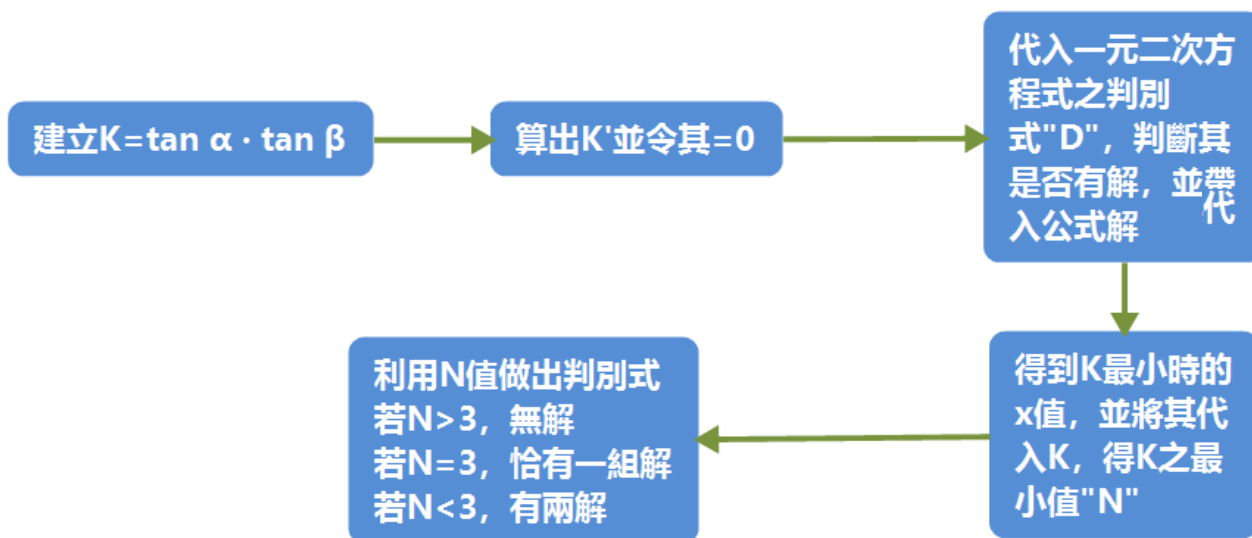 建立K=tan α · tan β
算出K'並令其=0
代入一元二次方
程式之判別
式"D"，判斷其
是否有解，並帶
代
入公式解
得到K最小時的
x值，並將其代
入K，得K之最
小值"N"
利用N值做出判別式
若N>3，無解
若N=3，恰有一組解
若N<3，有兩解